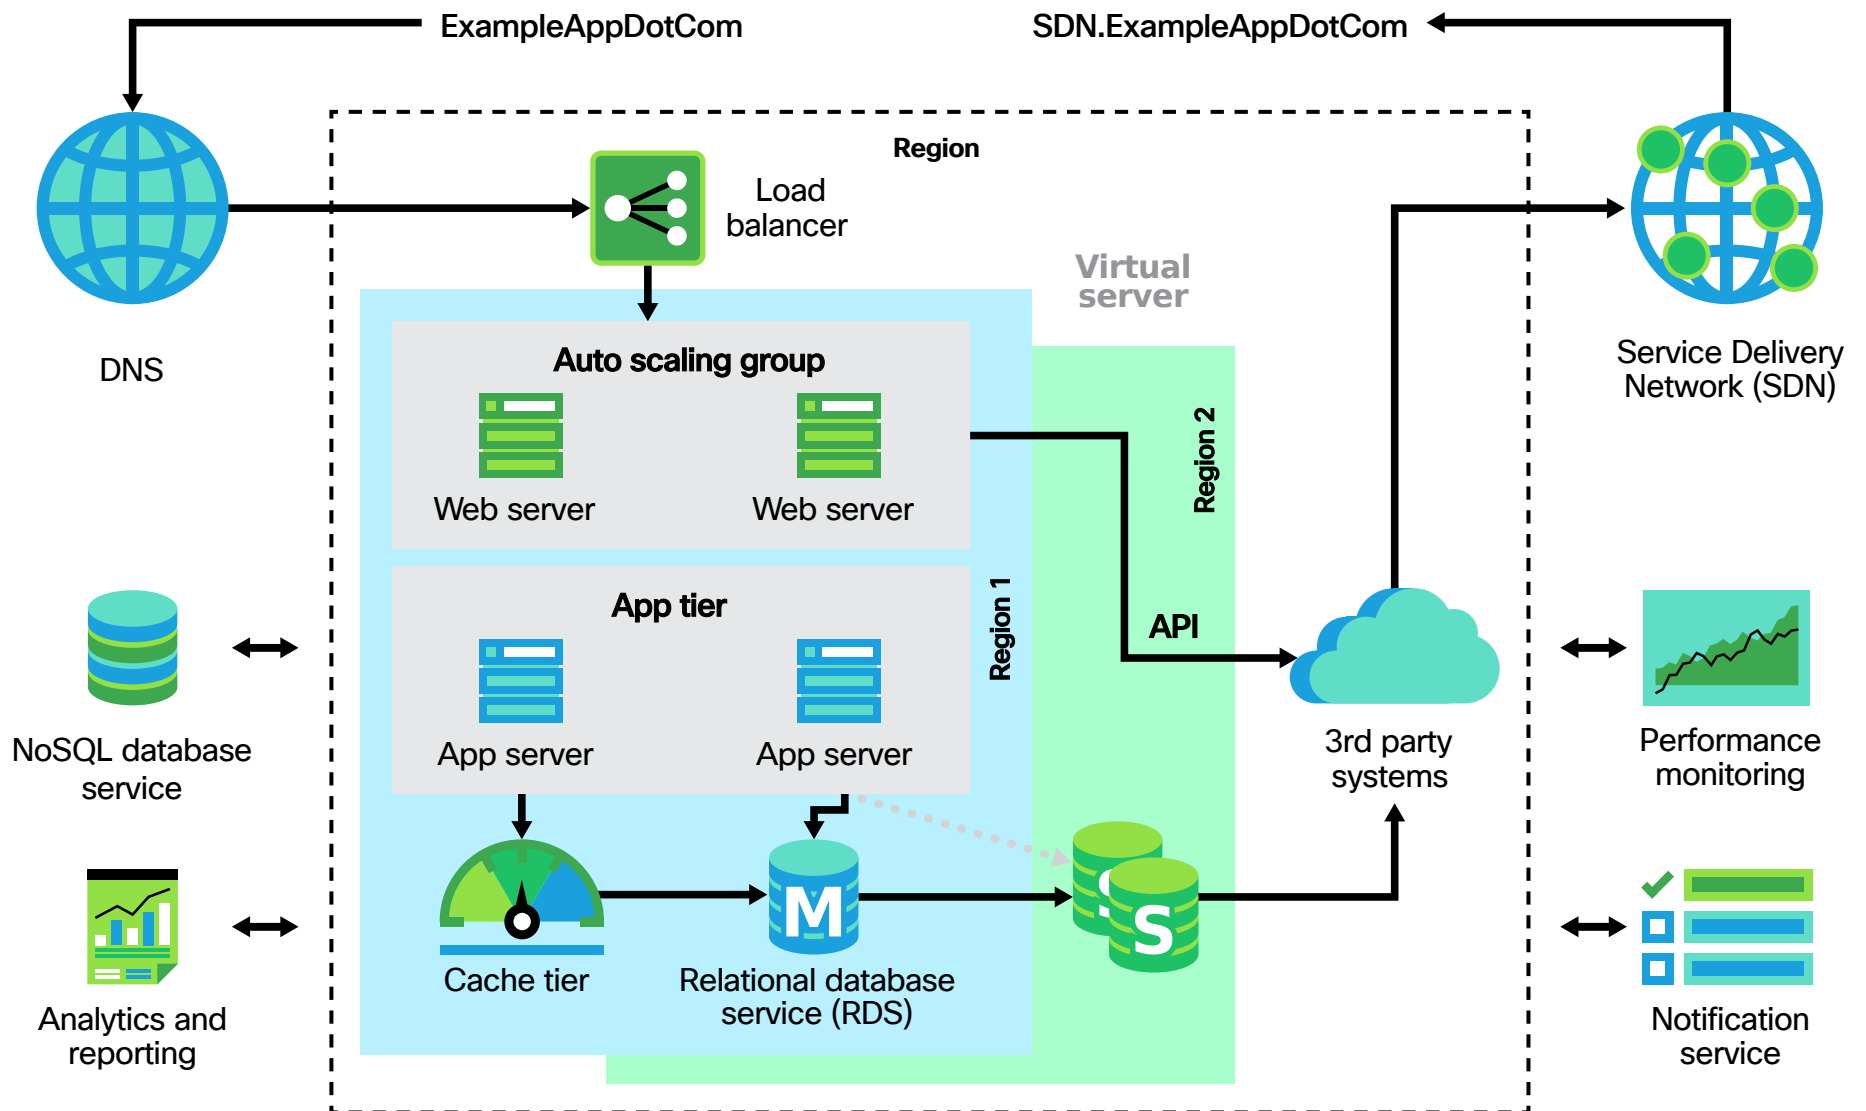 ExampleAppDotCom
SDN.ExampleAppDotCom
Region
Load
balancer
Virtual
server
DNS
Service Delivery
Network (SDN)
Auto scaling group
Web server
Web server
Region 2
App tier
App server
App server
Region 1
API
NoSQL database
service
3rd party
systems
Performance
monitoring
M
S
S
Cache tier
Relational database
service (RDS)
Analytics and
reporting
Notification
service